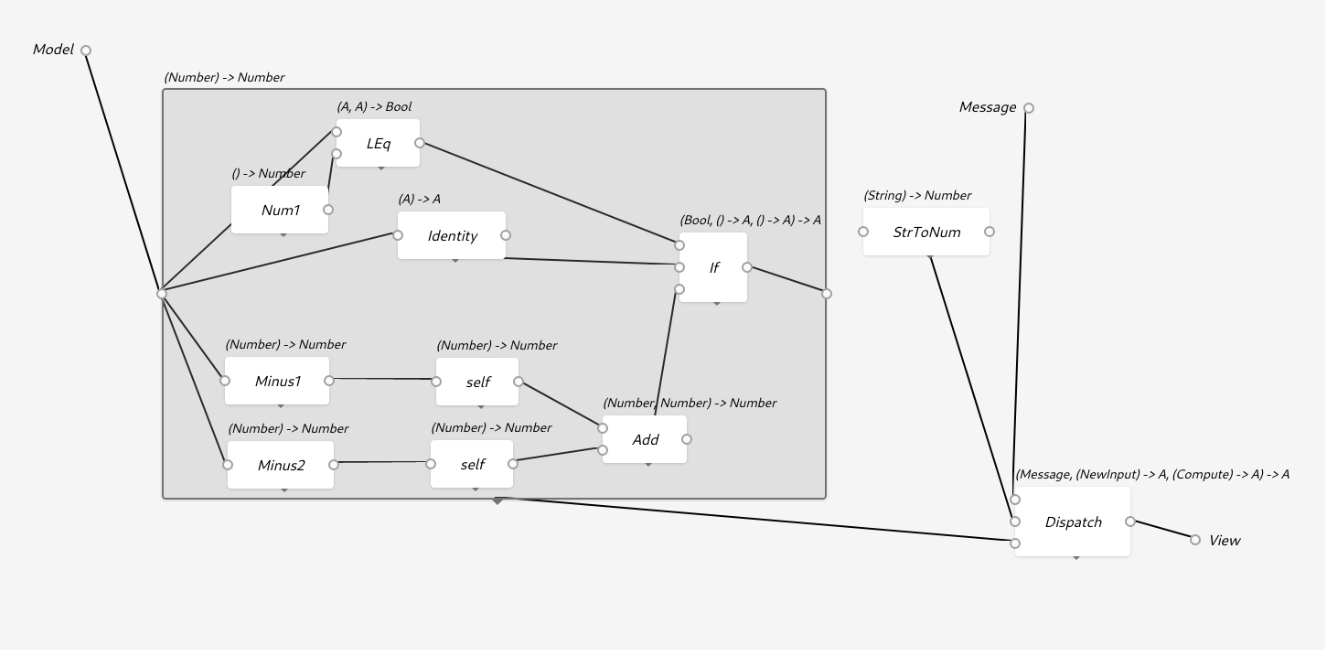 Model
(Number) -> Number
(A, A) -> Bool
LEq
() -> Number
Num1
(A) -> A
Identity
(Bool, () -> A, () -> A) -> A
If
(Number) -> Number
Minus1
(Number) -> Number
self
(Number, Number) -> Number
Add
(Number) -> Number
Minus2
(Number) -> Number
self
Message
(String) -> Number
StrToNum
(Message, (NewInput) -> A, (Compute) -> A) -> A
Dispatch
View